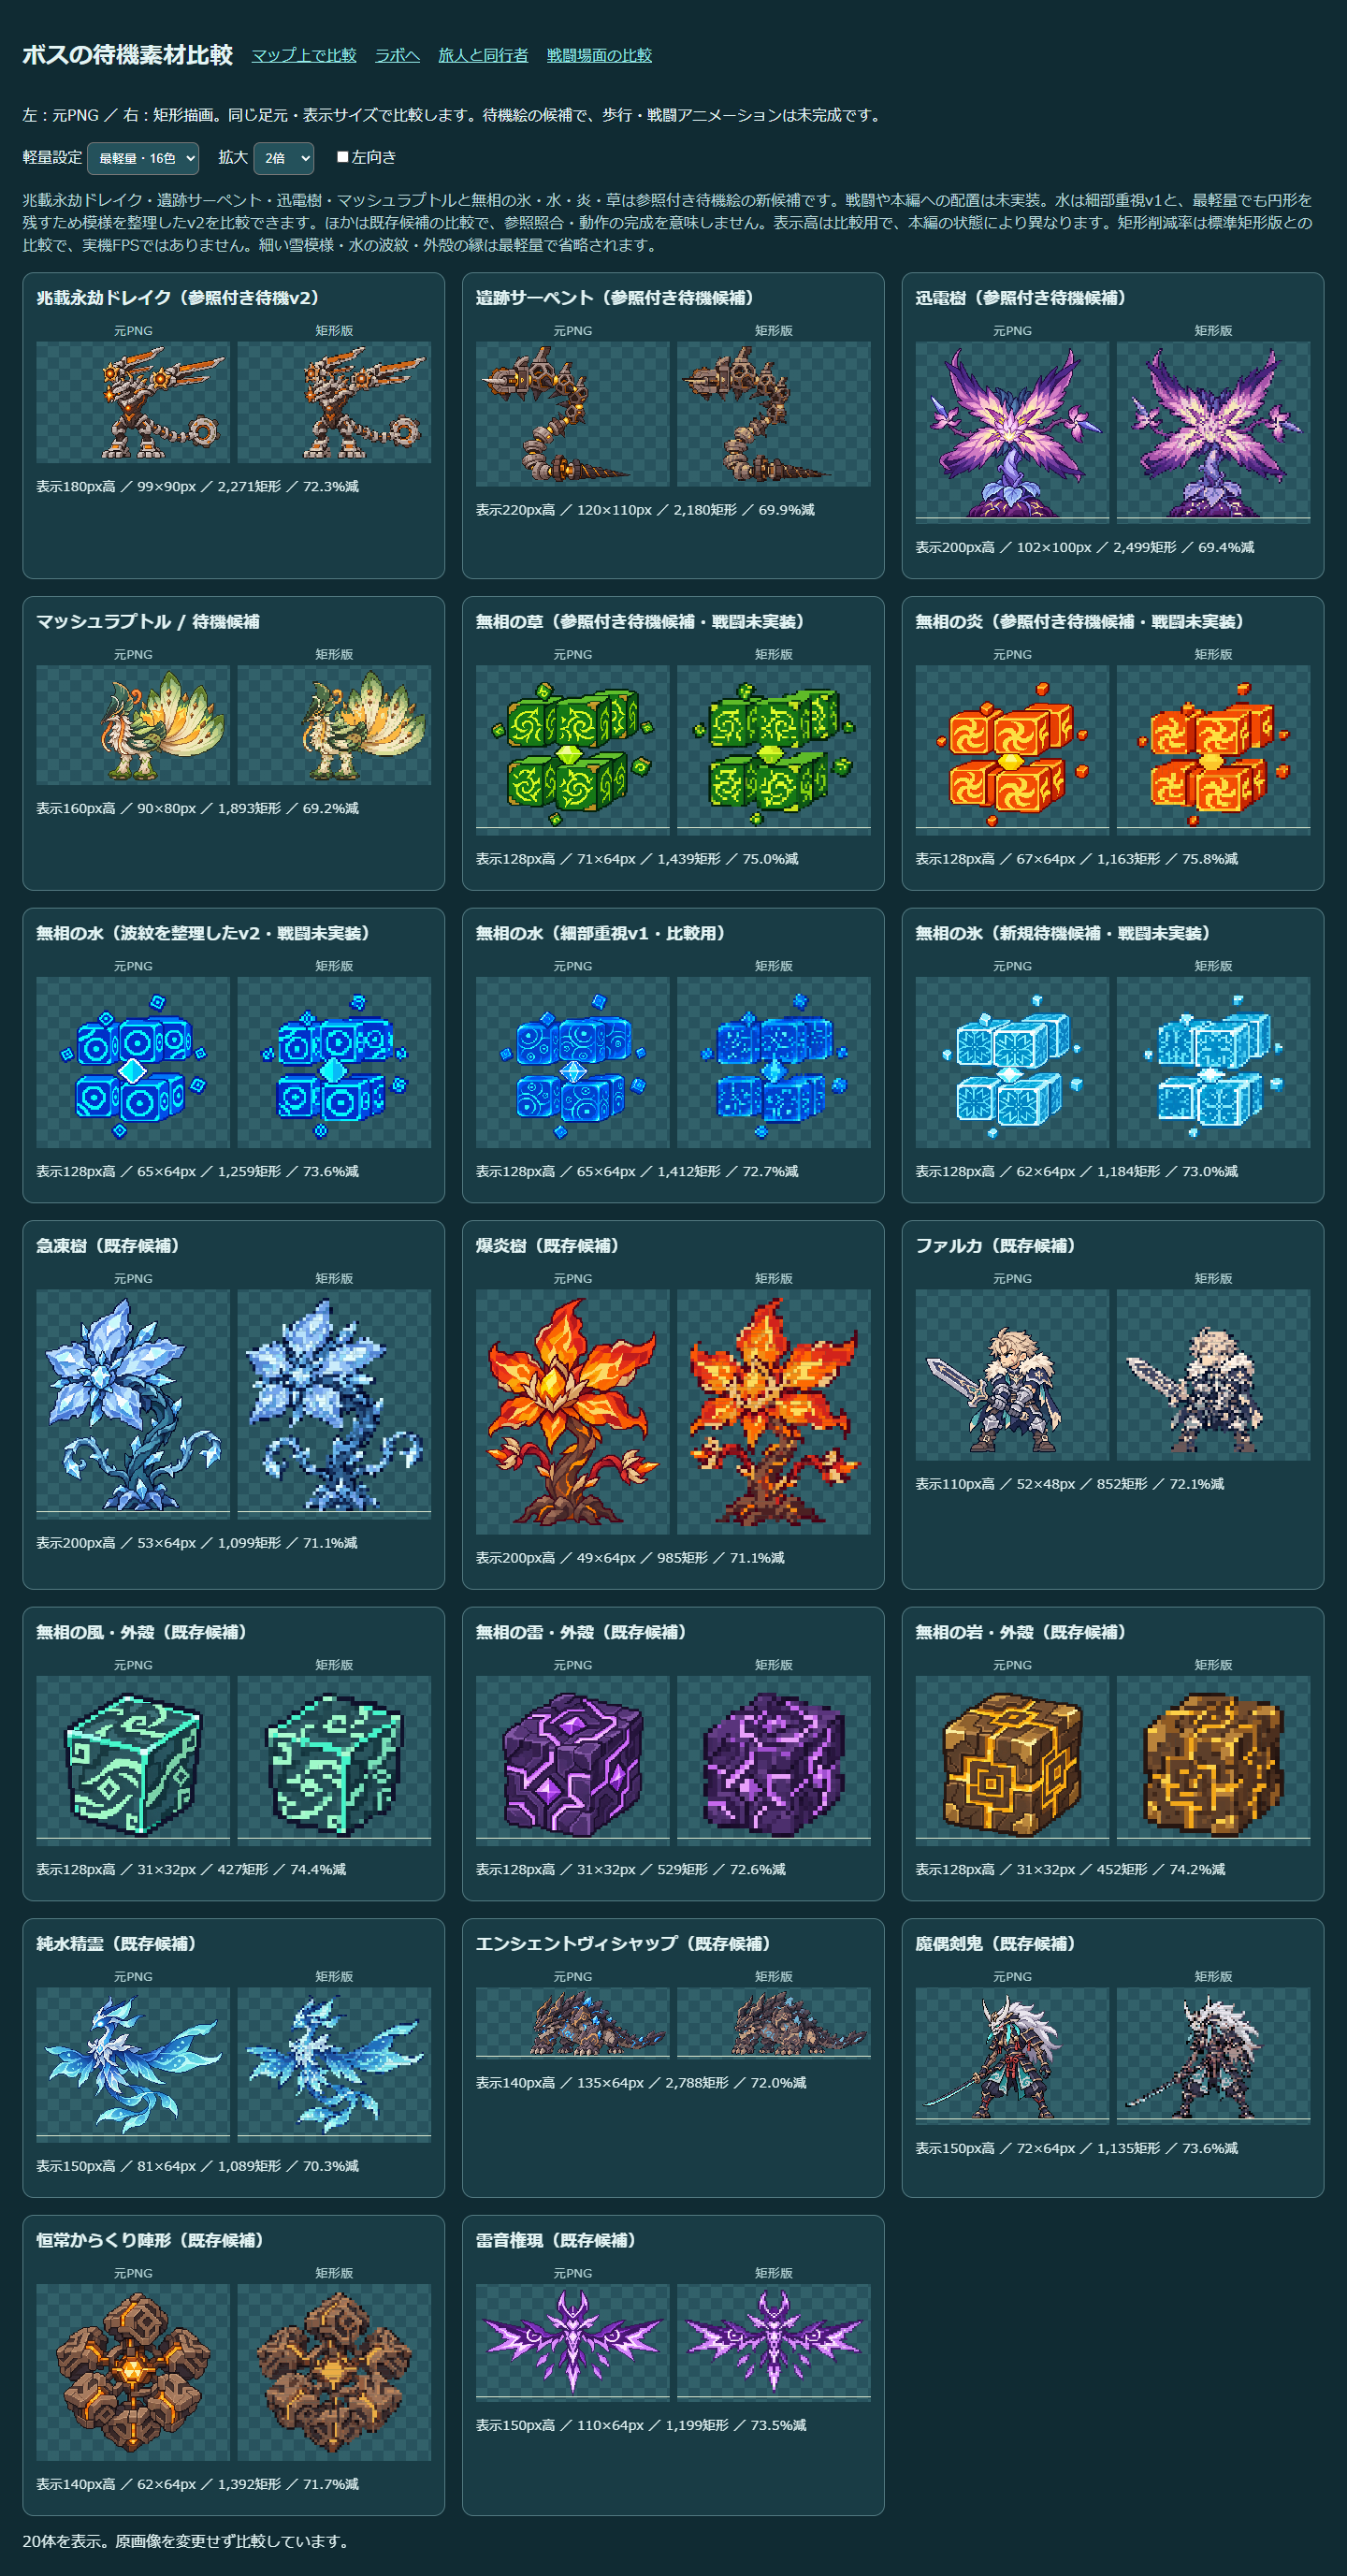 ボスの待機素材比較 マップ上で比較 ラボへ 旅人と同行者 戦闘場面の比較
左：元PNG ／ 右：矩形描画。同じ足元・表示サイズで比較します。待機絵の候補で、歩行・戦闘アニメーションは未完成です。
軽量設定 最軽量・16色 拡大 2倍 左向き
兆載永劫ドレイク・遺跡サーペント・迅電樹・マッシュラプトルと無相の氷・水・炎・草は参照付き待機絵の新候補です。戦闘や本編への配置は未実装。水は細部重視v1と、最軽量でも円形を
残すため模様を整理したv2を比較できます。ほかは既存候補の比較で、参照照合・動作の完成を意味しません。表示高は比較用で、本編の状態により異なります。矩形削減率は標準矩形版との
比較で、実機FPSではありません。細い雪模様・水の波紋・外殻の縁は最軽量で省略されます。
兆載永劫ドレイク（参照付き待機v2）
元PNG 矩形版
表示180px高 ／ 99×90px ／ 2,271矩形 ／ 72.3%減
遺跡サーペント（参照付き待機候補）
元PNG 矩形版
表示220px高 ／ 120×110px ／ 2,180矩形 ／ 69.9%減
迅電樹（参照付き待機候補）
元PNG 矩形版
表示200px高 ／ 102×100px ／ 2,499矩形 ／ 69.4%減
マッシュラプトル / 待機候補
元PNG 矩形版
表示160px高 ／ 90×80px ／ 1,893矩形 ／ 69.2%減
無相の草（参照付き待機候補・戦闘未実装）
元PNG 矩形版
表示128px高 ／ 71×64px ／ 1,439矩形 ／ 75.0%減
無相の炎（参照付き待機候補・戦闘未実装）
元PNG 矩形版
表示128px高 ／ 67×64px ／ 1,163矩形 ／ 75.8%減
無相の水（波紋を整理したv2・戦闘未実装）
元PNG 矩形版
表示128px高 ／ 65×64px ／ 1,259矩形 ／ 73.6%減
無相の水（細部重視v1・比較用）
元PNG 矩形版
表示128px高 ／ 65×64px ／ 1,412矩形 ／ 72.7%減
無相の氷（新規待機候補・戦闘未実装）
元PNG 矩形版
表示128px高 ／ 62×64px ／ 1,184矩形 ／ 73.0%減
急凍樹（既存候補）
元PNG 矩形版
表示200px高 ／ 53×64px ／ 1,099矩形 ／ 71.1%減
爆炎樹（既存候補）
元PNG 矩形版
表示200px高 ／ 49×64px ／ 985矩形 ／ 71.1%減
ファルカ（既存候補）
元PNG 矩形版
表示110px高 ／ 52×48px ／ 852矩形 ／ 72.1%減
無相の風・外殻（既存候補）
元PNG 矩形版
表示128px高 ／ 31×32px ／ 427矩形 ／ 74.4%減
無相の雷・外殻（既存候補）
元PNG 矩形版
表示128px高 ／ 31×32px ／ 529矩形 ／ 72.6%減
無相の岩・外殻（既存候補）
元PNG 矩形版
表示128px高 ／ 31×32px ／ 452矩形 ／ 74.2%減
純水精霊（既存候補）
元PNG 矩形版
表示150px高 ／ 81×64px ／ 1,089矩形 ／ 70.3%減
エンシェントヴィシャップ（既存候補）
元PNG 矩形版
表示140px高 ／ 135×64px ／ 2,788矩形 ／ 72.0%減
魔偶剣鬼（既存候補）
元PNG 矩形版
表示150px高 ／ 72×64px ／ 1,135矩形 ／ 73.6%減
恒常からくり陣形（既存候補）
元PNG 矩形版
表示140px高 ／ 62×64px ／ 1,392矩形 ／ 71.7%減
雷音権現（既存候補）
元PNG 矩形版
表示150px高 ／ 110×64px ／ 1,199矩形 ／ 73.5%減
20体を表示。原画像を変更せず比較しています。